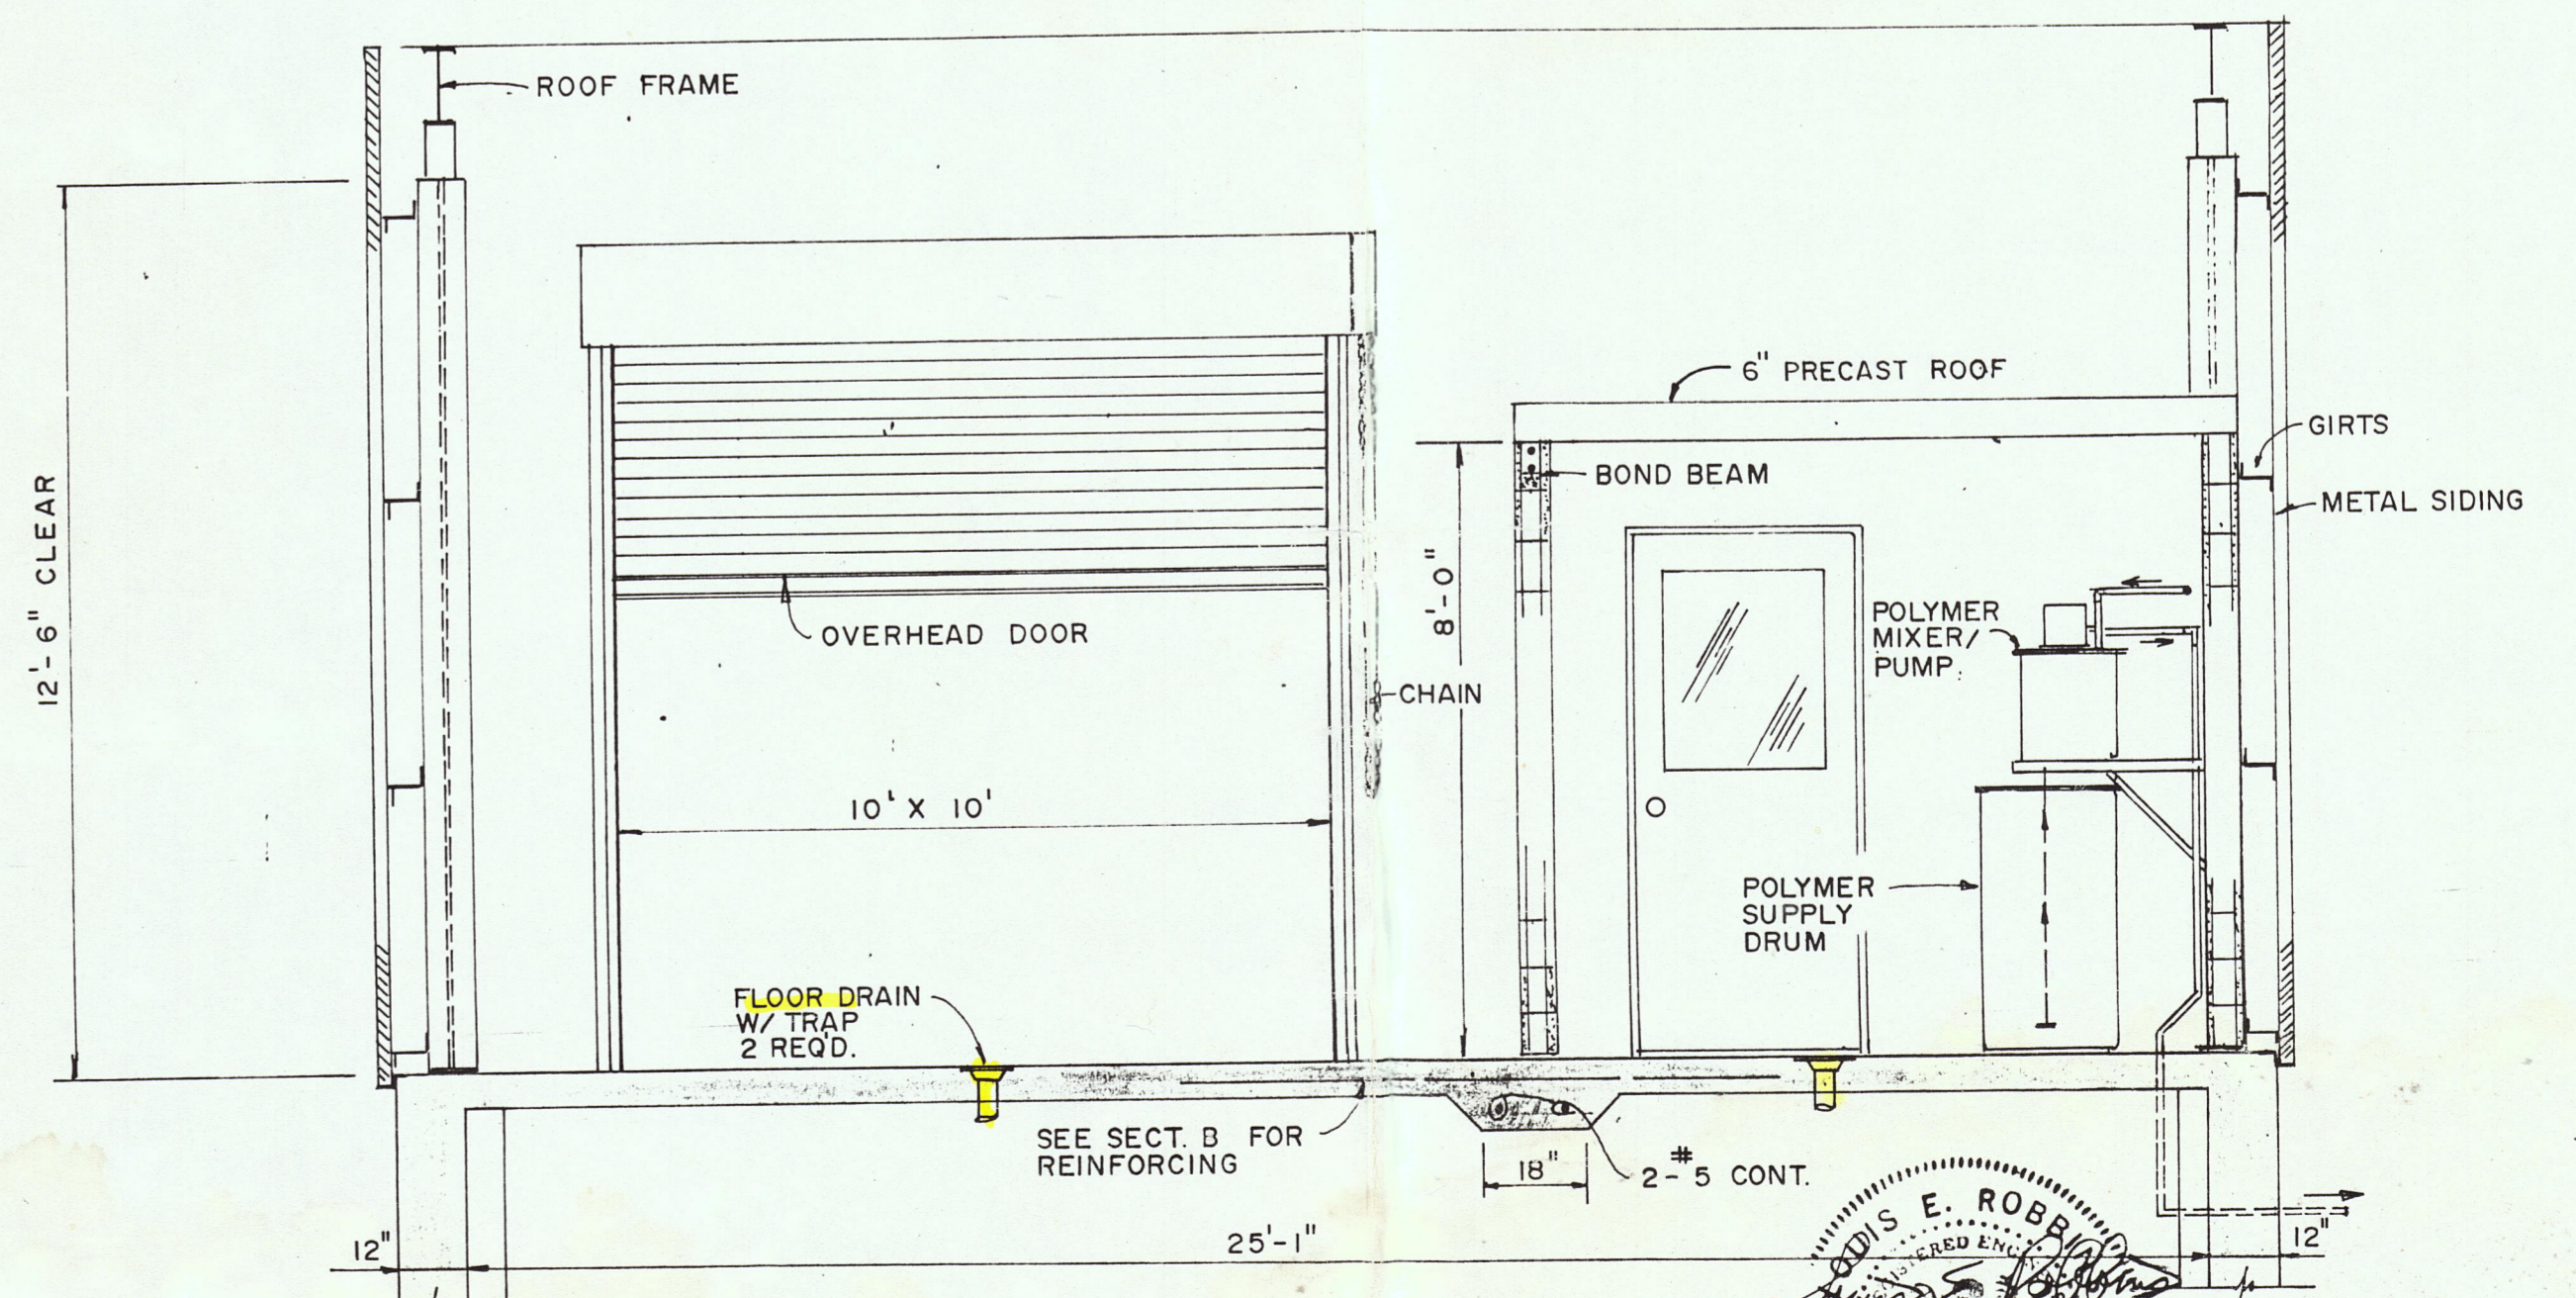 ROOF FRAME
12'-6" CLEAR
6" PRECAST ROOF
GIRTS
BOND BEAM
METAL SIDING
8'-0"
POLYMER
MIXER/
PUMP.
OVERHEAD DOOR
CHAIN
10' X 10'
POLYMER
SUPPLY
DRUM
FLOOR DRAIN
W/ TRAP
2 REQ'D.
SEE SECT. B FOR
REINFORCING
18"
2-#5 CONT.
12"
25'-1"
12"
E. ROBB